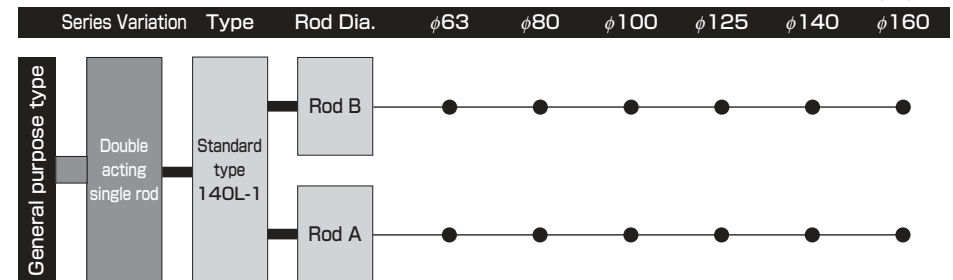 Series Variation Type Rod Dia. φ63 φ80 φ100 φ125 φ140 φ160
General purpose type
Double
acting
single rod
Standard
type
140L-1
Rod B
Rod A